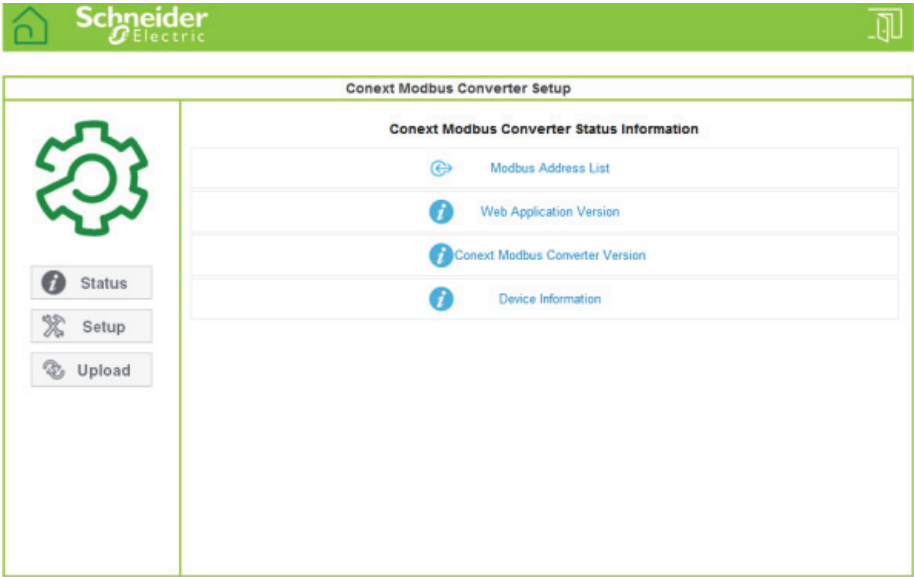 Schneider
Electric
Conext Modbus Converter Setup
Conext Modbus Converter Status Information
Modbus Address List
Web Application Version
Conext Modbus Converter Version
Device Information
Status
Setup
Upload